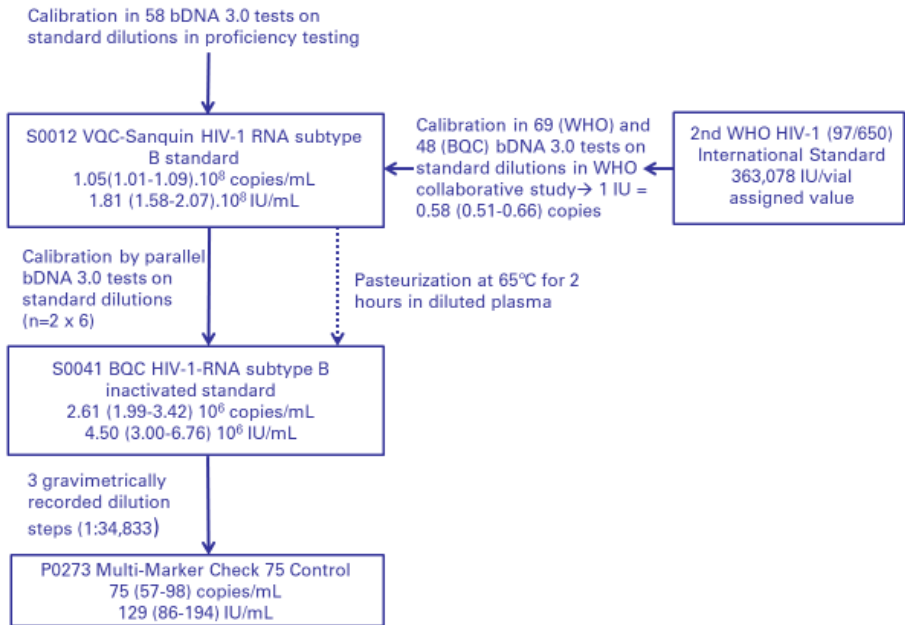 Calibration in 58 bDNA 3.0 tests on
standard dilutions in proficiency testing
S0012 VQC-Sanquin HIV-1 RNA subtype
B standard
1.05(1.01-1.09).10⁸ copies/mL
1.81 (1.58-2.07).10⁸ IU/mL
Calibration in 69 (WHO) and
48 (BQC) bDNA 3.0 tests on
standard dilutions in WHO
collaborative study→ 1 IU =
0.58 (0.51-0.66) copies
2nd WHO HIV-1 (97/650)
International Standard
363,078 IU/vial
assigned value
Calibration by parallel
bDNA 3.0 tests on
standard dilutions
(n=2 x 6)
Pasteurization at 65°C for 2
hours in diluted plasma
S0041 BQC HIV-1-RNA subtype B
inactivated standard
2.61 (1.99-3.42) 10⁶ copies/mL
4.50 (3.00-6.76) 10⁶ IU/mL
3 gravimetrically
recorded dilution
steps (1:34,833)
P0273 Multi-Marker Check 75 Control
75 (57-98) copies/mL
129 (86-194) IU/mL